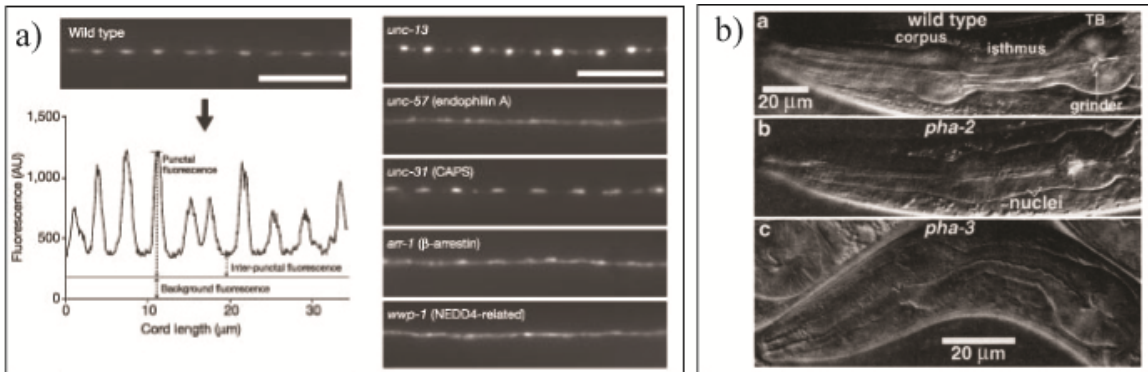 a)
Wild type
1,500
1,000
500
0
Fluorescence (AU)
Punctal
fluorescence
Inter-punctal fluorescence
Background fluorescence
0 10 20 30
Cord length (μm)
unc-13
unc-57 (endophilin A)
unc-31 (CAPS)
arr-1 (β-arrestin)
wwp-1 (NEDD4-related)
b)
a
wild type
TB
corpus
isthmus
20 μm
grinder
b
pha-2
nuclei
c
pha-3
20 μm